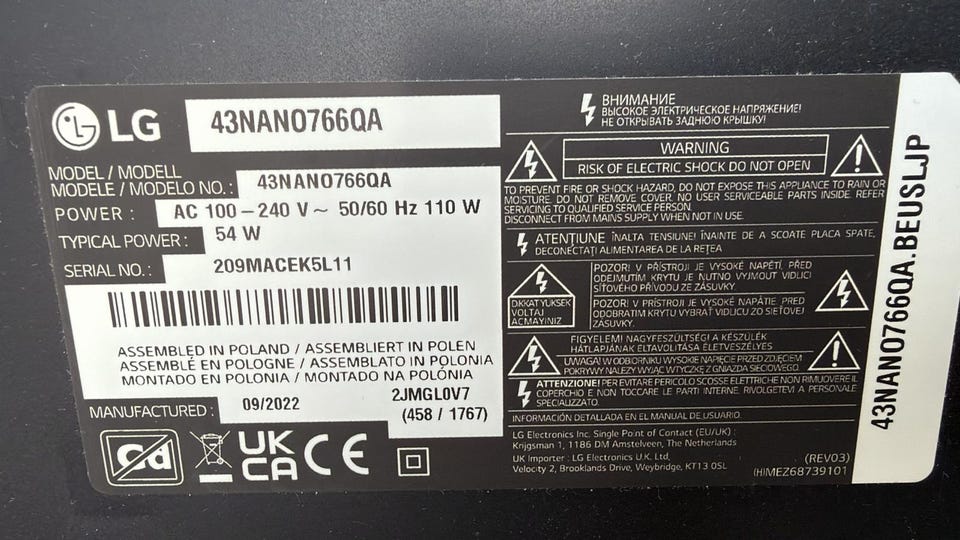 LG
43NANO766QA
MODEL / MODELL
MODELE / MODELO NO. : 43NANO766QA
POWER : AC 100-240 V~ 50/60 Hz 110 W
TYPICAL POWER : 54 W
SERIAL NO. : 209MACEK5L11
ASSEMBLED IN POLAND / ASSEMBLIERT IN POLEN
ASSEMBLÉ EN POLOGNE / ASSEMBLATO IN POLONIA
MONTADO EN POLONIA / MONTADO NA POLÓNIA
MANUFACTURED : 09/2022
2JMGL0V7
(458 / 1767)
Pb
UK
CA CE
ВНИМАНИЕ
ВЫСОКОЕ ЭЛЕКТРИЧЕСКОЕ НАПРЯЖЕНИЕ!
НЕ ОТКРЫВАТЬ ЗАДНЮЮ КРЫШКУ!
WARNING
RISK OF ELECTRIC SHOCK DO NOT OPEN
TO PREVENT FIRE OR SHOCK HAZARD, DO NOT EXPOSE THIS APPLIANCE TO RAIN OR
MOISTURE. DO NOT REMOVE COVER. NO USER SERVICEABLE PARTS INSIDE. REFER
SERVICING TO QUALIFIED SERVICE PERSON.
DISCONNECT FROM MAINS SUPPLY WHEN NOT IN USE.
ATENȚIUNE ÎNALTA TENSIUNE! ÎNAINTE DE A SCOATE PLACA SPATE,
DECONECTAȚI ALIMENTAREA DE LA REȚEA
DİKKAT YUKSEK
VOLTAJ
ACMAYINIZ
POZOR! V PŘÍSTROJI JE VYSOKÉ NAPĚTÍ, PŘED
ODEJMUTIM KRYTU JE NUTNO VYJMOUT VIDLICI
SÍŤOVÉHO PŘÍVODU ZE ZÁSUVKY.
POZOR! V PRISTROJI JE VYSOKÉ NAPÄTIE, PRED
ODOBRATIM KRYTU VYBRAŤ VIDLICU ZO SIEŤOVEJ
ZÁSUVKY.
FIGYELEM! NAGYFESZÜLTSÉG! A KÉSZÜLÉK
HÁTLAPJÁNAK ELTAVOLÍTÁSA ÉLETVESZÉLYES
UWAGA! W ODBIORNIKU WYSOKIE NAPIĘCIE PRZED ZDJĘCIEM
POKRYWY NALEŻY WYJĄĆ WTYCZKĘ Z GNIAZDA SIECIOWEGO.
ATTENZIONE! PER EVITARE PERICOLO SCOSSE ELETTRICHE NON RIMUOVERE IL
COPERCHIO E NON TOCCARE LE PARTI INTERNE. RIVOLGETEVI A PERSONALE
SPECIALIZZATO.
INFORMACIÓN DETALLADA EN EL MANUAL DE USUARIO.
LG Electronics Inc. Single Point of Contact (EU/UK) :
Krijgsman 1, 1186 DM Amstelveen, The Netherlands
UK Importer : LG Electronics U.K. Ltd,
Velocity 2, Brooklands Drive, Weybridge, KT13 0SL
(REV03)
(H)MEZ68739101
43NANO766QA.BEUSLJP